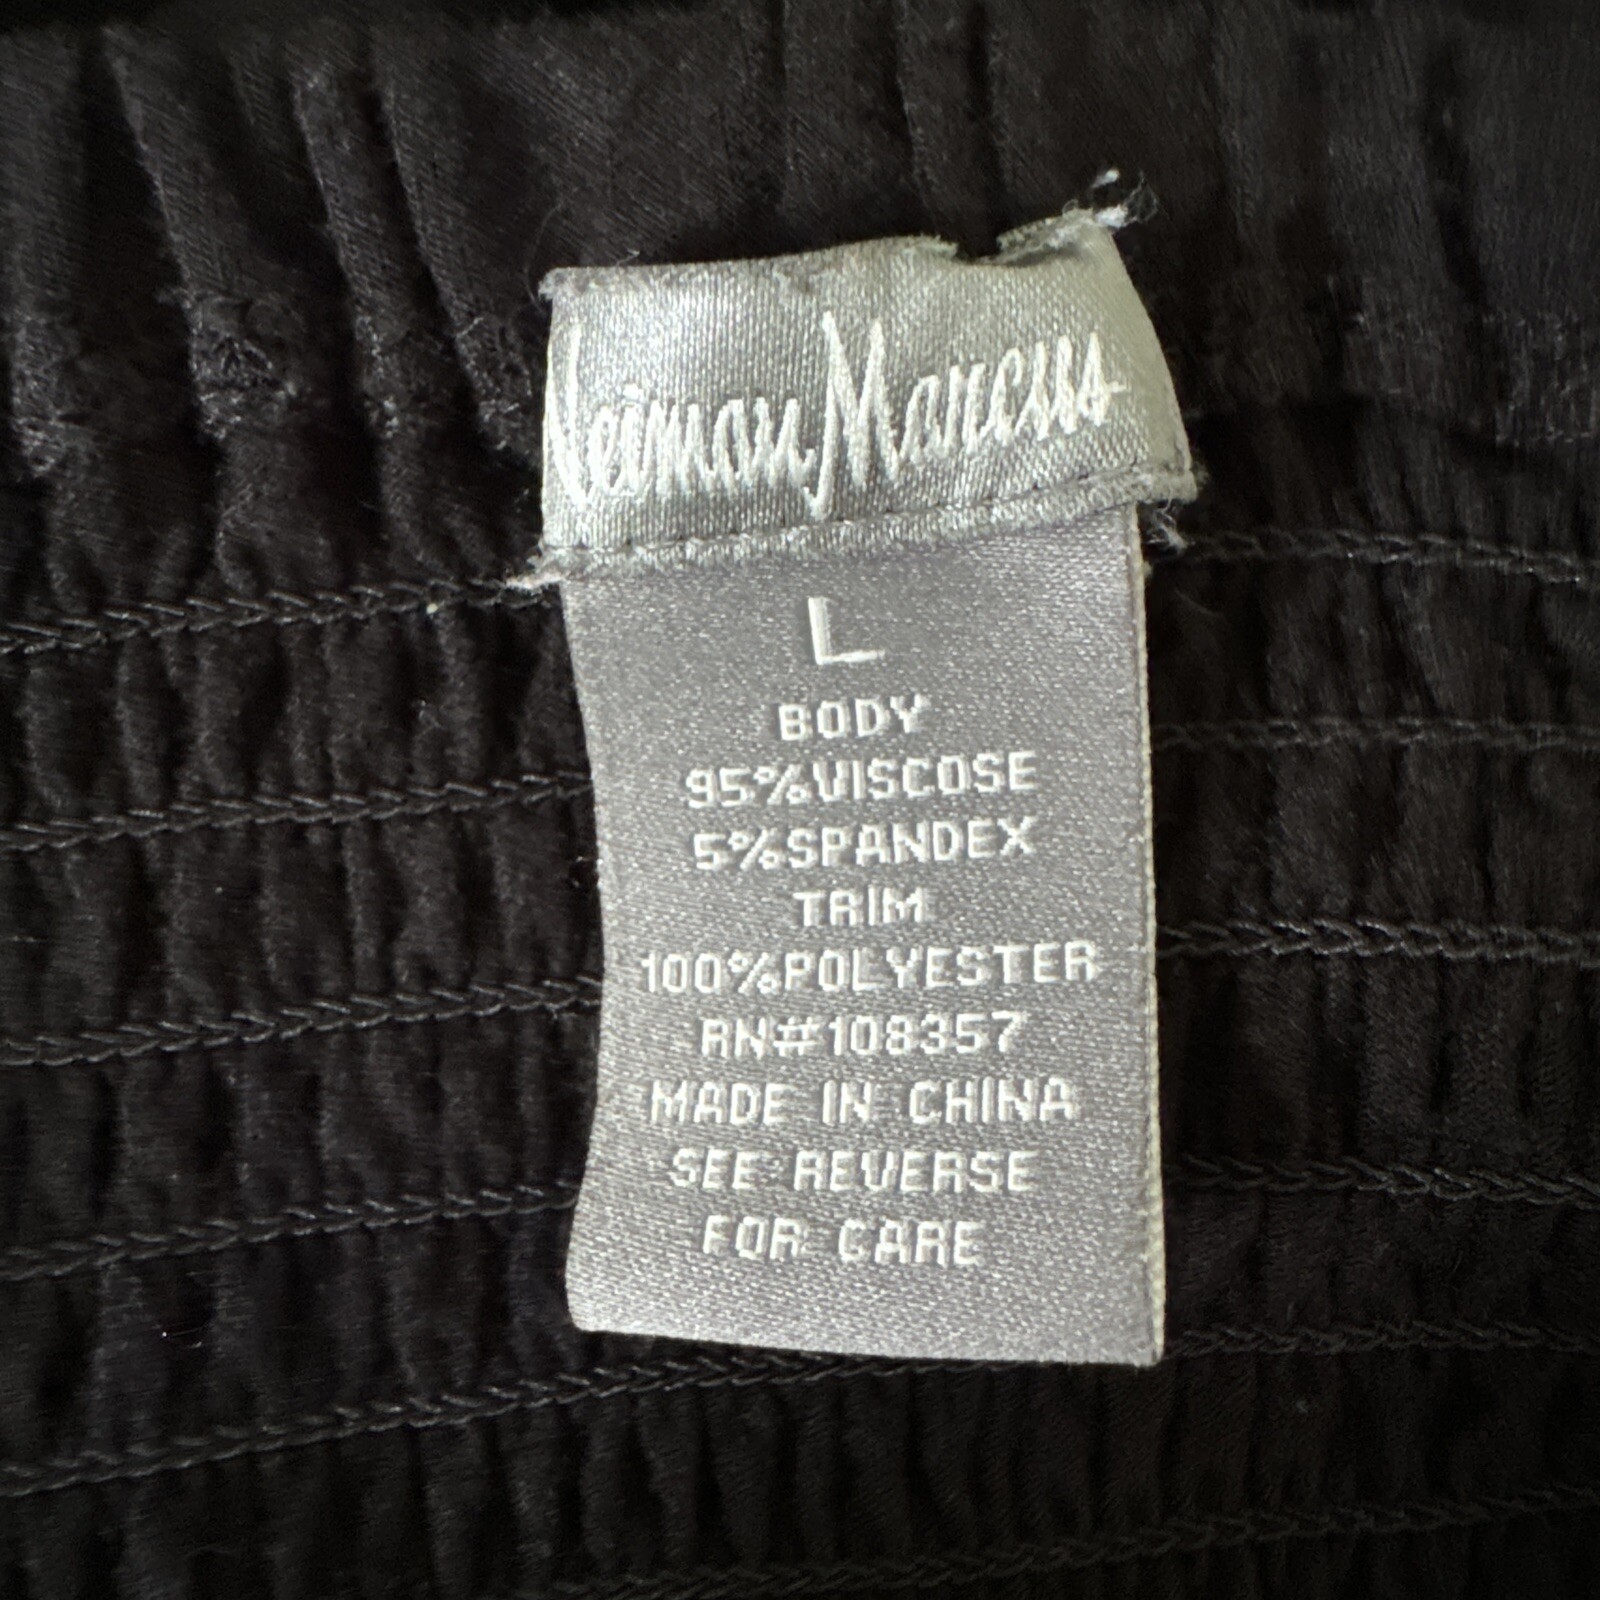 Neiman Marcus
L
BODY
95%VISCOSE
5%SPANDEX
TRIM
100%POLYESTER
RN#108357
MADE IN CHINA
SEE REVERSE
FOR CARE